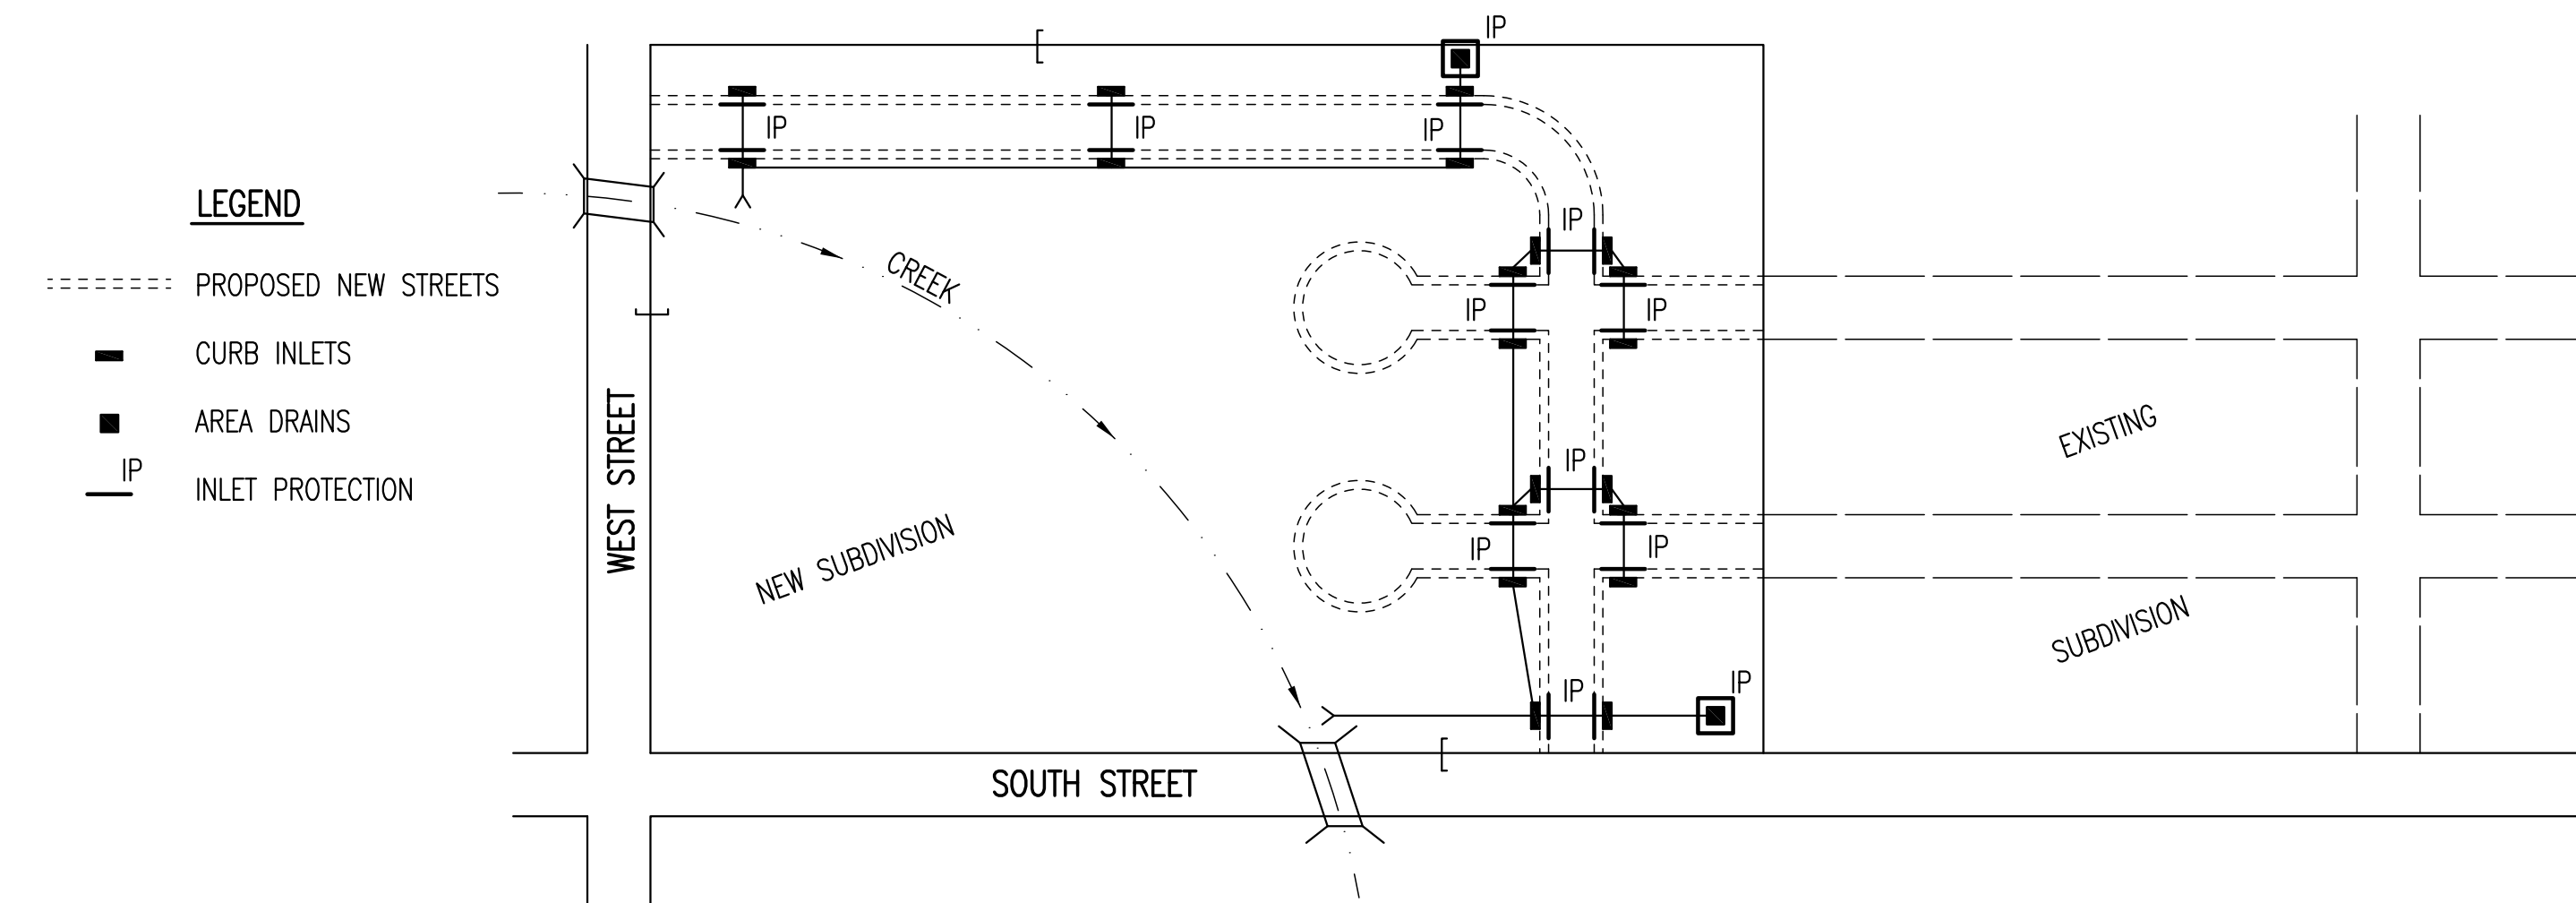 IP
IP
IP
IP
LEGEND
PROPOSED NEW STREETS
CURB INLETS
AREA DRAINS
IP
INLET PROTECTION
CREEK
IP
IP
IP
WEST STREET
NEW SUBDIVISION
EXISTING
SUBDIVISION
IP
IP
IP
IP
IP
SOUTH STREET